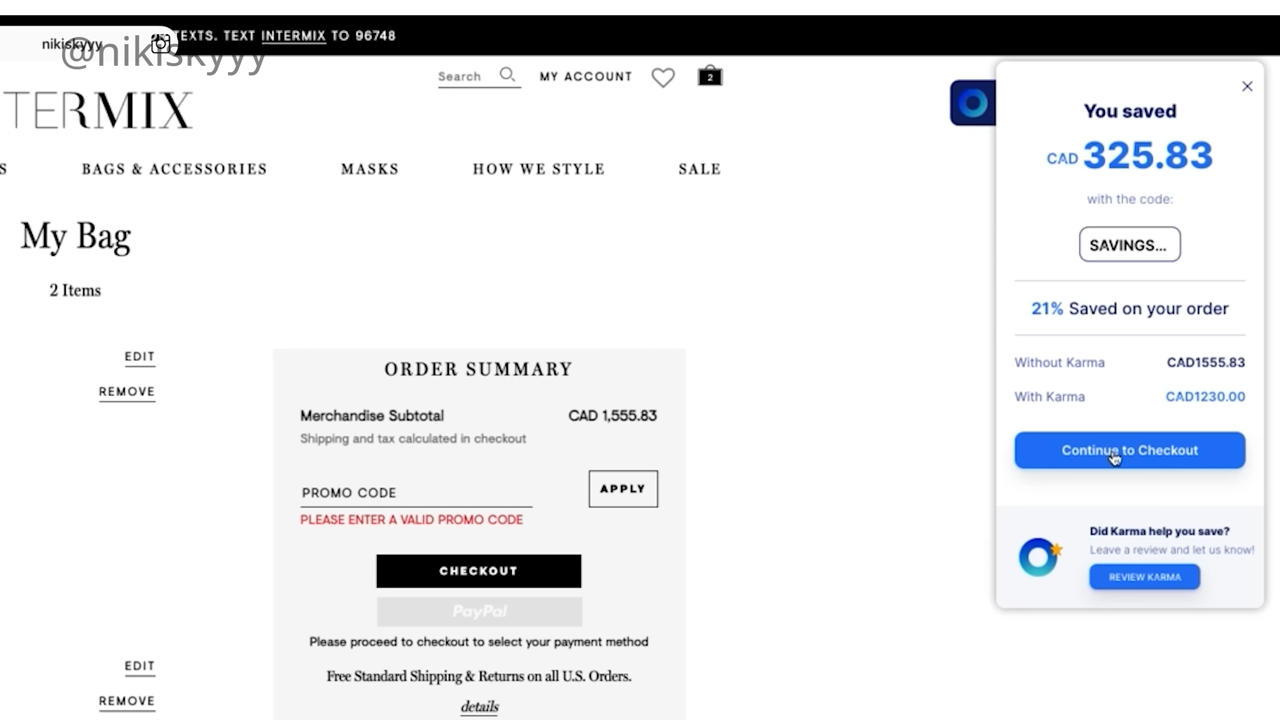 TEXTS. TEXT INTERMIX TO 96748
nikiskyyy
@nikiskyyy
Search
MY ACCOUNT
2
TERMIX
S
BAGS & ACCESSORIES
MASKS
HOW WE STYLE
SALE
My Bag
2 Items
EDIT
REMOVE
ORDER SUMMARY
Merchandise Subtotal CAD 1,555.83
Shipping and tax calculated in checkout
PROMO CODE
APPLY
PLEASE ENTER A VALID PROMO CODE
CHECKOUT
PayPal
Please proceed to checkout to select your payment method
Free Standard Shipping & Returns on all U.S. Orders.
details
EDIT
REMOVE
You saved
CAD 325.83
with the code:
SAVINGS...
21% Saved on your order
Without Karma CAD1555.83
With Karma CAD1230.00
Continue to Checkout
Did Karma help you save?
Leave a review and let us know!
REVIEW KARMA